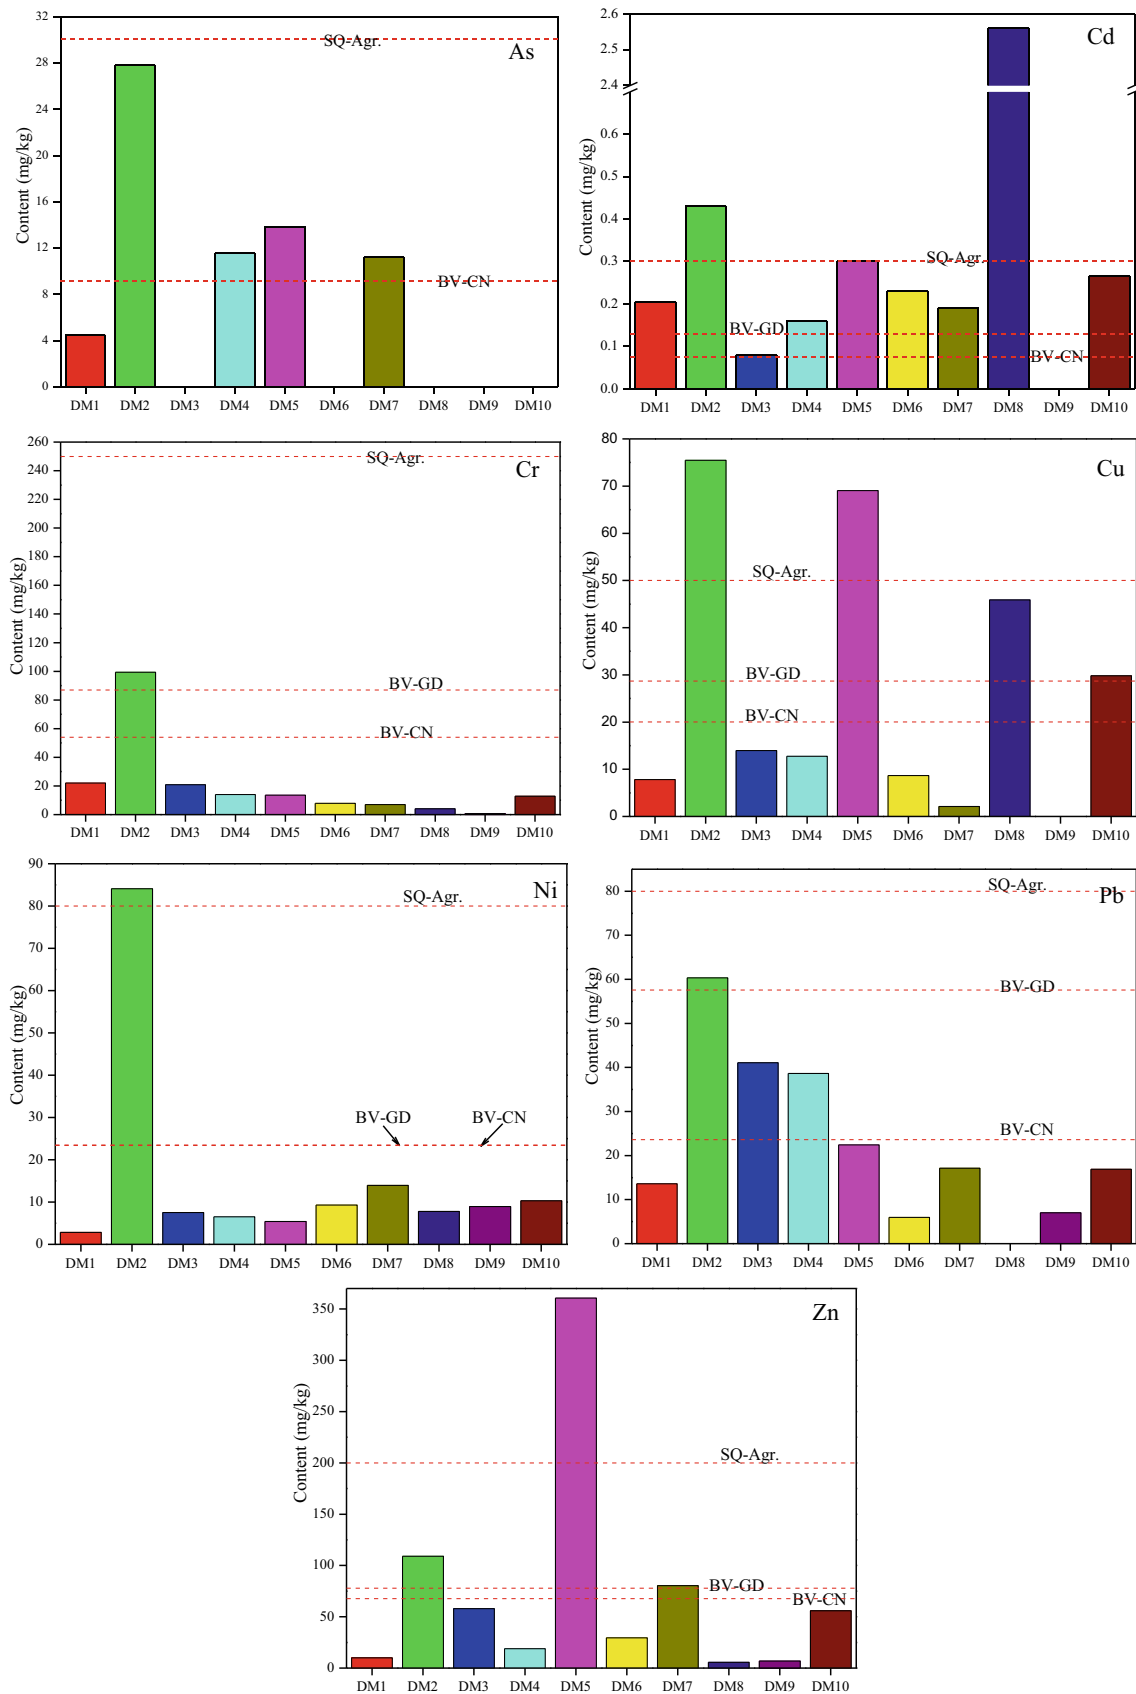 As
Content (mg/kg)
32
28
24
20
16
12
8
4
0
SQ-Agr.
BV-CN
DM1 DM2 DM3 DM4 DM5 DM6 DM7 DM8 DM9 DM10
Cd
Content (mg/kg)
2.6
2.5
2.4
0.6
0.5
0.4
0.3
0.2
0.1
0.0
SQ-Agr.
BV-GD
BV-CN
DM1 DM2 DM3 DM4 DM5 DM6 DM7 DM8 DM9 DM10
Cr
Content (mg/kg)
260
240
220
200
180
160
140
120
100
80
60
40
20
0
SQ-Agr.
BV-GD
BV-CN
DM1 DM2 DM3 DM4 DM5 DM6 DM7 DM8 DM9 DM10
Cu
Content (mg/kg)
80
70
60
50
40
30
20
10
0
SQ-Agr.
BV-GD
BV-CN
DM1 DM2 DM3 DM4 DM5 DM6 DM7 DM8 DM9 DM10
Ni
Content (mg/kg)
90
80
70
60
50
40
30
20
10
0
SQ-Agr.
BV-GD BV-CN
DM1 DM2 DM3 DM4 DM5 DM6 DM7 DM8 DM9 DM10
Pb
Content (mg/kg)
80
70
60
50
40
30
20
10
0
SQ-Agr.
BV-GD
BV-CN
DM1 DM2 DM3 DM4 DM5 DM6 DM7 DM8 DM9 DM10
Zn
Content (mg/kg)
350
300
250
200
150
100
50
0
SQ-Agr.
BV-GD
BV-CN
DM1 DM2 DM3 DM4 DM5 DM6 DM7 DM8 DM9 DM10